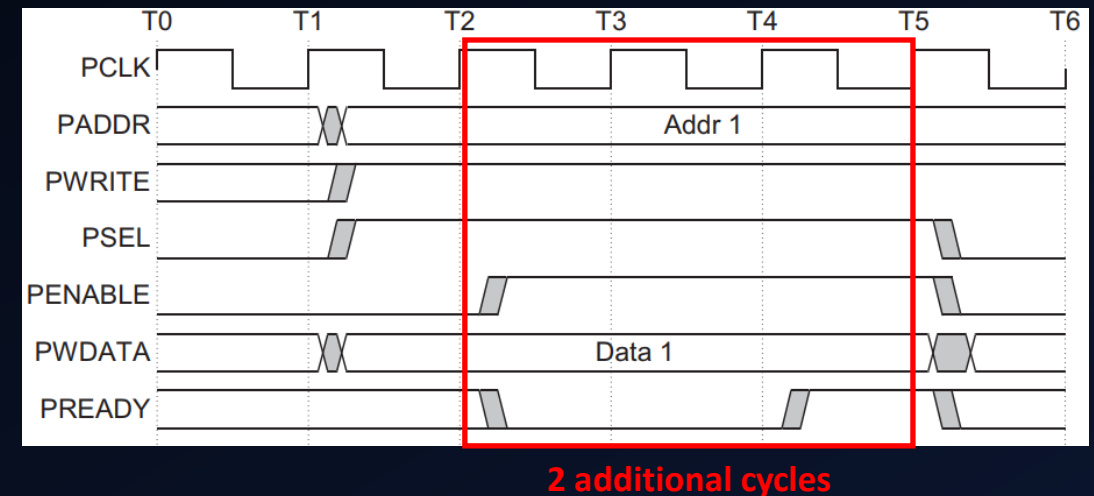 T0 T1 T2 T3 T4 T5 T6
PCLK
PADDR Addr 1
PWRITE
PSEL
PENABLE
PWDATA Data 1
PREADY
2 additional cycles